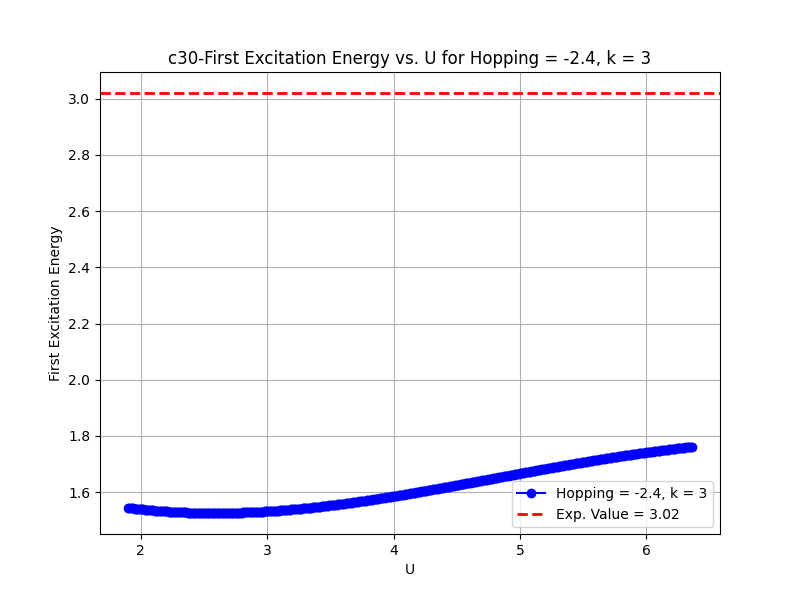 c30-First Excitation Energy vs. U for Hopping = -2.4, k = 3
First Excitation Energy
3.0
2.8
2.6
2.4
2.2
2.0
1.8
1.6
Hopping = -2.4, k = 3
Exp. Value = 3.02
2 3 4 5 6
U